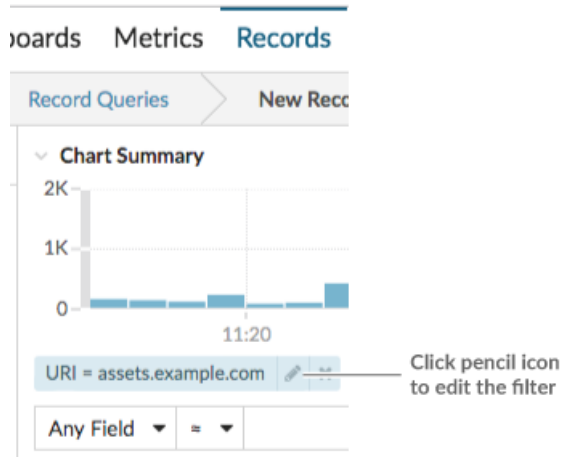 oards Metrics Records
Record Queries New Reco
Chart Summary
2K
1K
0
11:20
URI = assets.example.com
Click pencil icon
to edit the filter
Any Field ≈